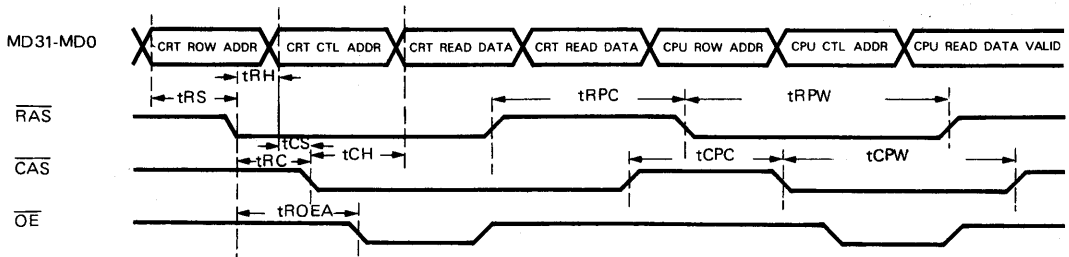 MD31-MD0 CRT ROW ADDR CRT CTL ADDR CRT READ DATA CRT READ DATA CPU ROW ADDR CPU CTL ADDR CPU READ DATA VALID
tRH
tRS tRPC tRPW
RAS
tCS
tRC tCH tCPC tCPW
CAS
tROEA
OE